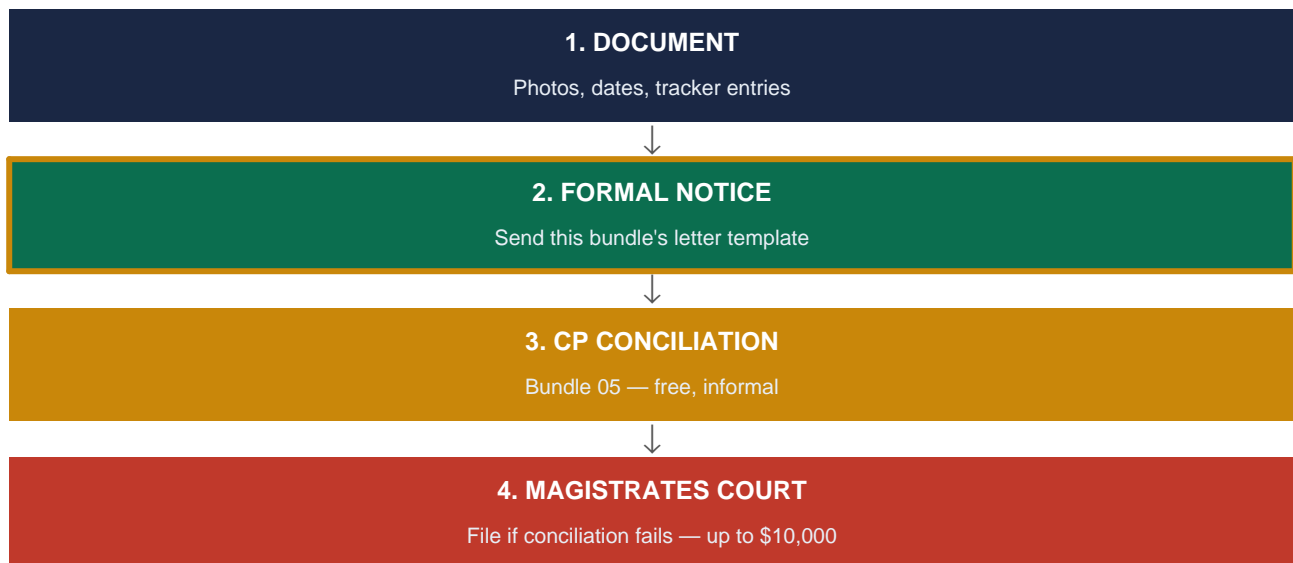 1. DOCUMENT
Photos, dates, tracker entries
2. FORMAL NOTICE
Send this bundle's letter template
3. CP CONCILIATION
Bundle 05 — free, informal
4. MAGISTRATES COURT
File if conciliation fails — up to $10,000